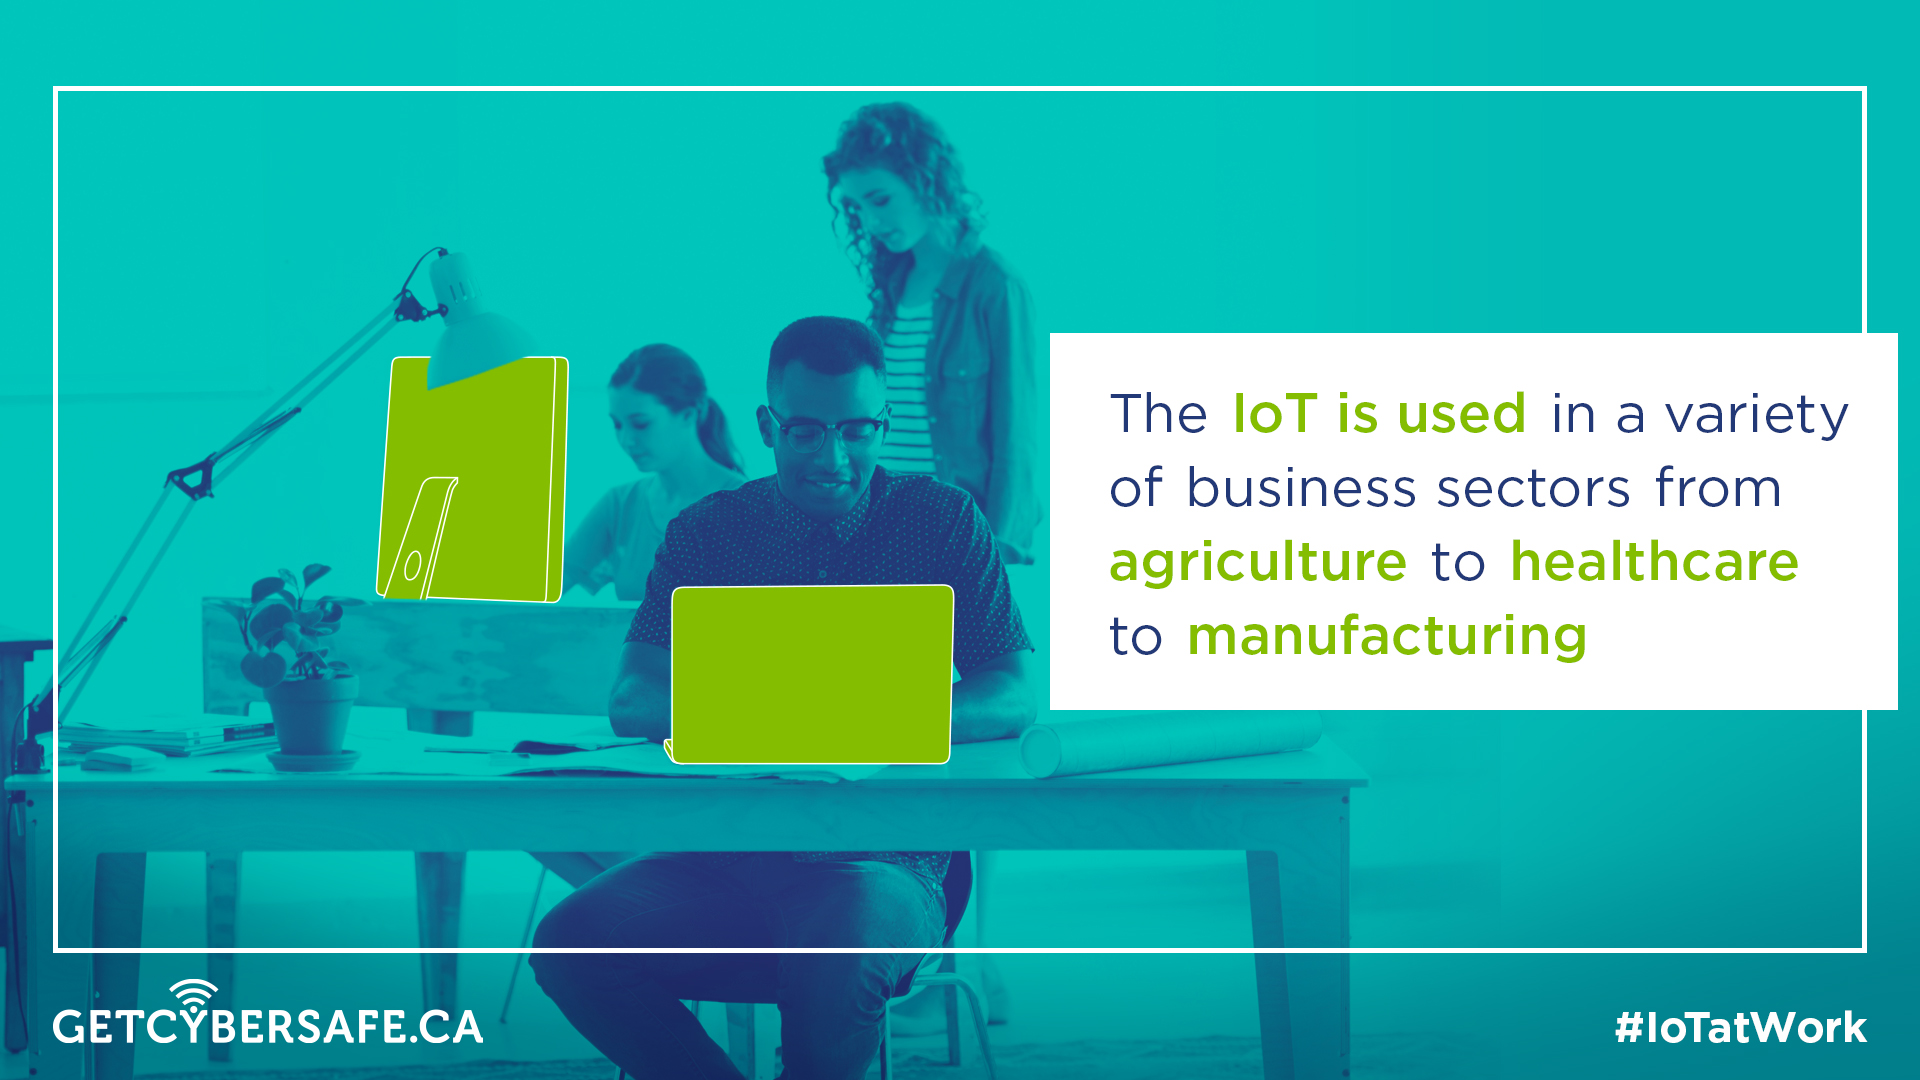 The IoT is used in a variety
of business sectors from
agriculture to healthcare
to manufacturing
GETCYBERSAFE.CA
#IoTatWork